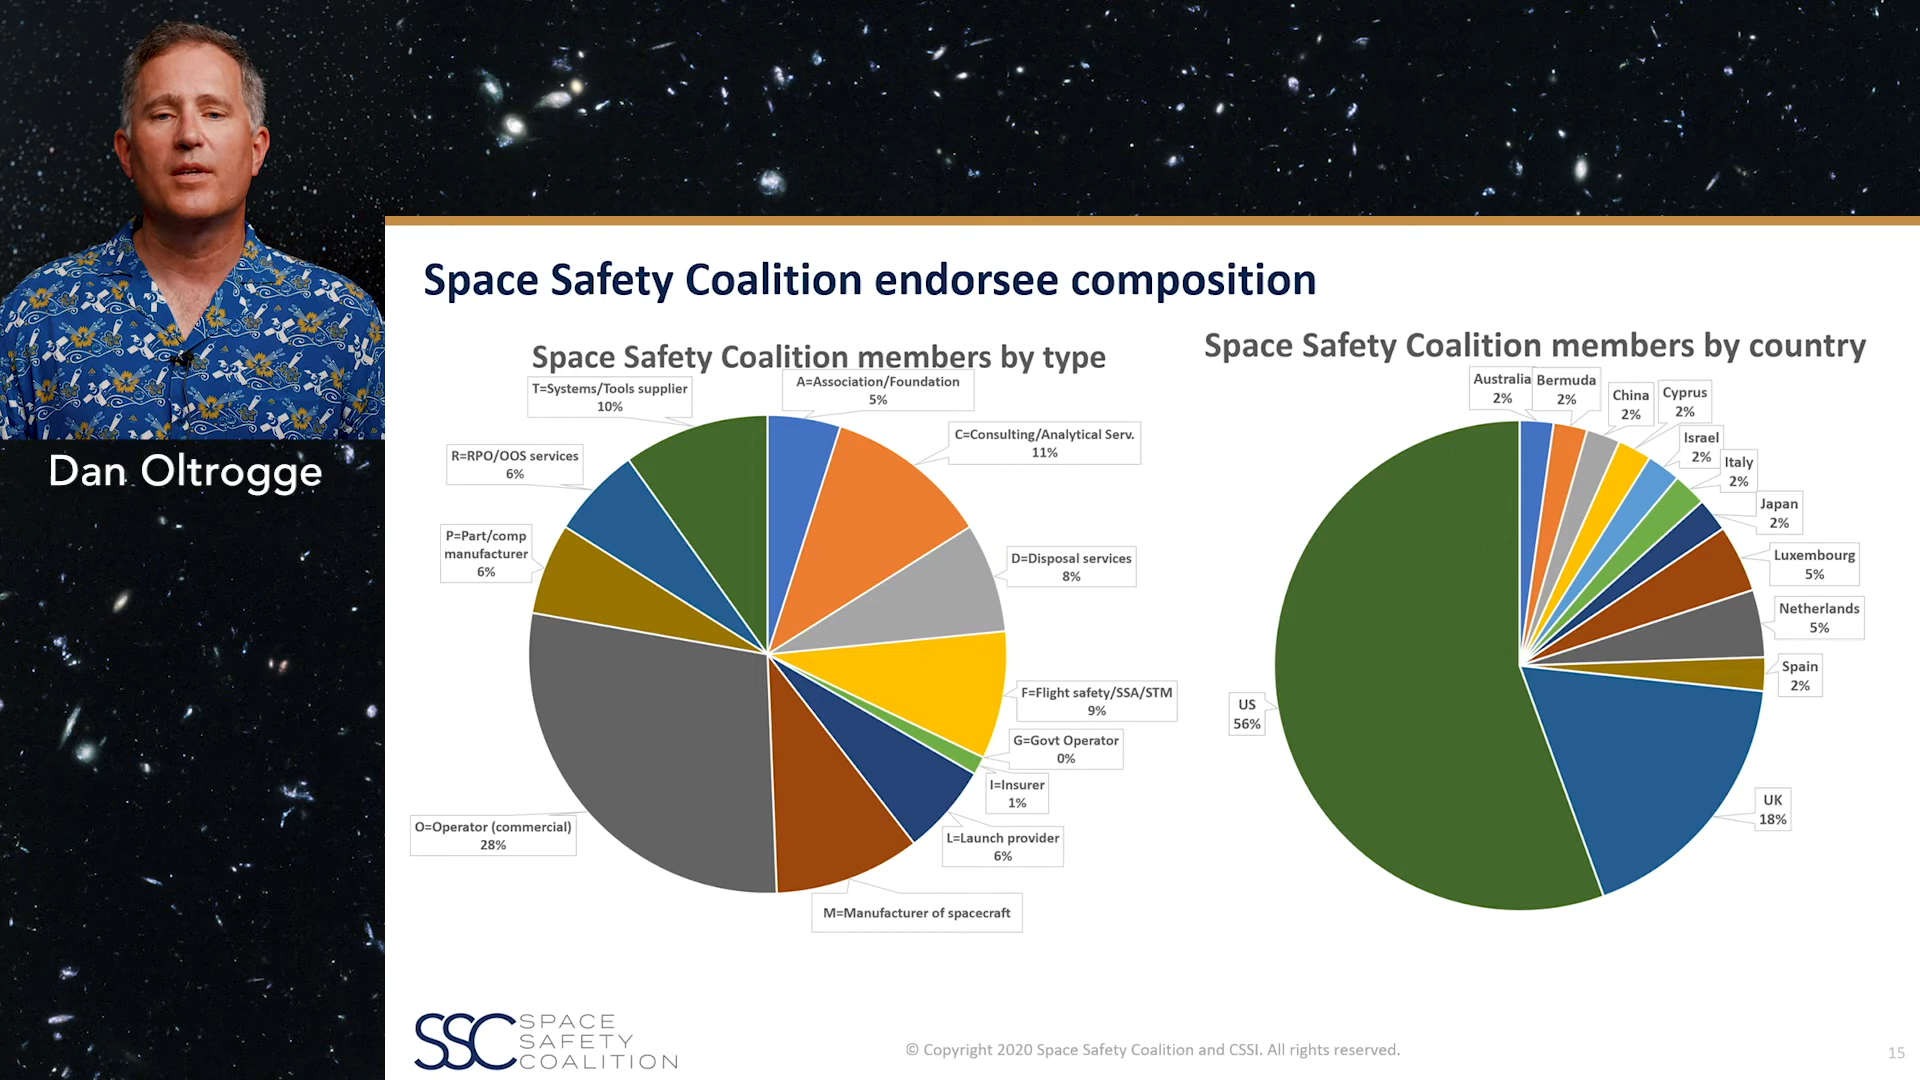 Dan Oltrogge
Space Safety Coalition endorsee composition
Space Safety Coalition members by type
T=Systems/Tools supplier
10%
A=Association/Foundation
5%
C=Consulting/Analytical Serv.
11%
R=RPO/OOS services
6%
P=Part/comp
manufacturer
6%
D=Disposal services
8%
F=Flight safety/SSA/STM
9%
G=Govt Operator
0%
I=Insurer
1%
L=Launch provider
6%
O=Operator (commercial)
28%
M=Manufacturer of spacecraft
Space Safety Coalition members by country
Australia
2%
Bermuda
2%
China
2%
Cyprus
2%
Israel
2%
Italy
2%
Japan
2%
Luxembourg
5%
Netherlands
5%
Spain
2%
US
56%
UK
18%
SSC
SPACE
SAFETY
COALITION
© Copyright 2020 Space Safety Coalition and CSSI. All rights reserved.
15